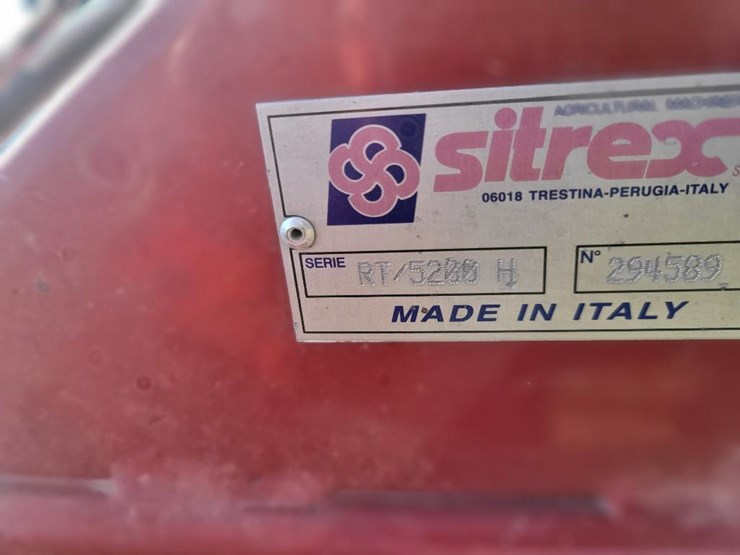 AGRICULTURAL MACHINERY
sitrex
06018 TRESTINA-PERUGIA-ITALY
SERIE RT/5200 H
N° 294589
MADE IN ITALY